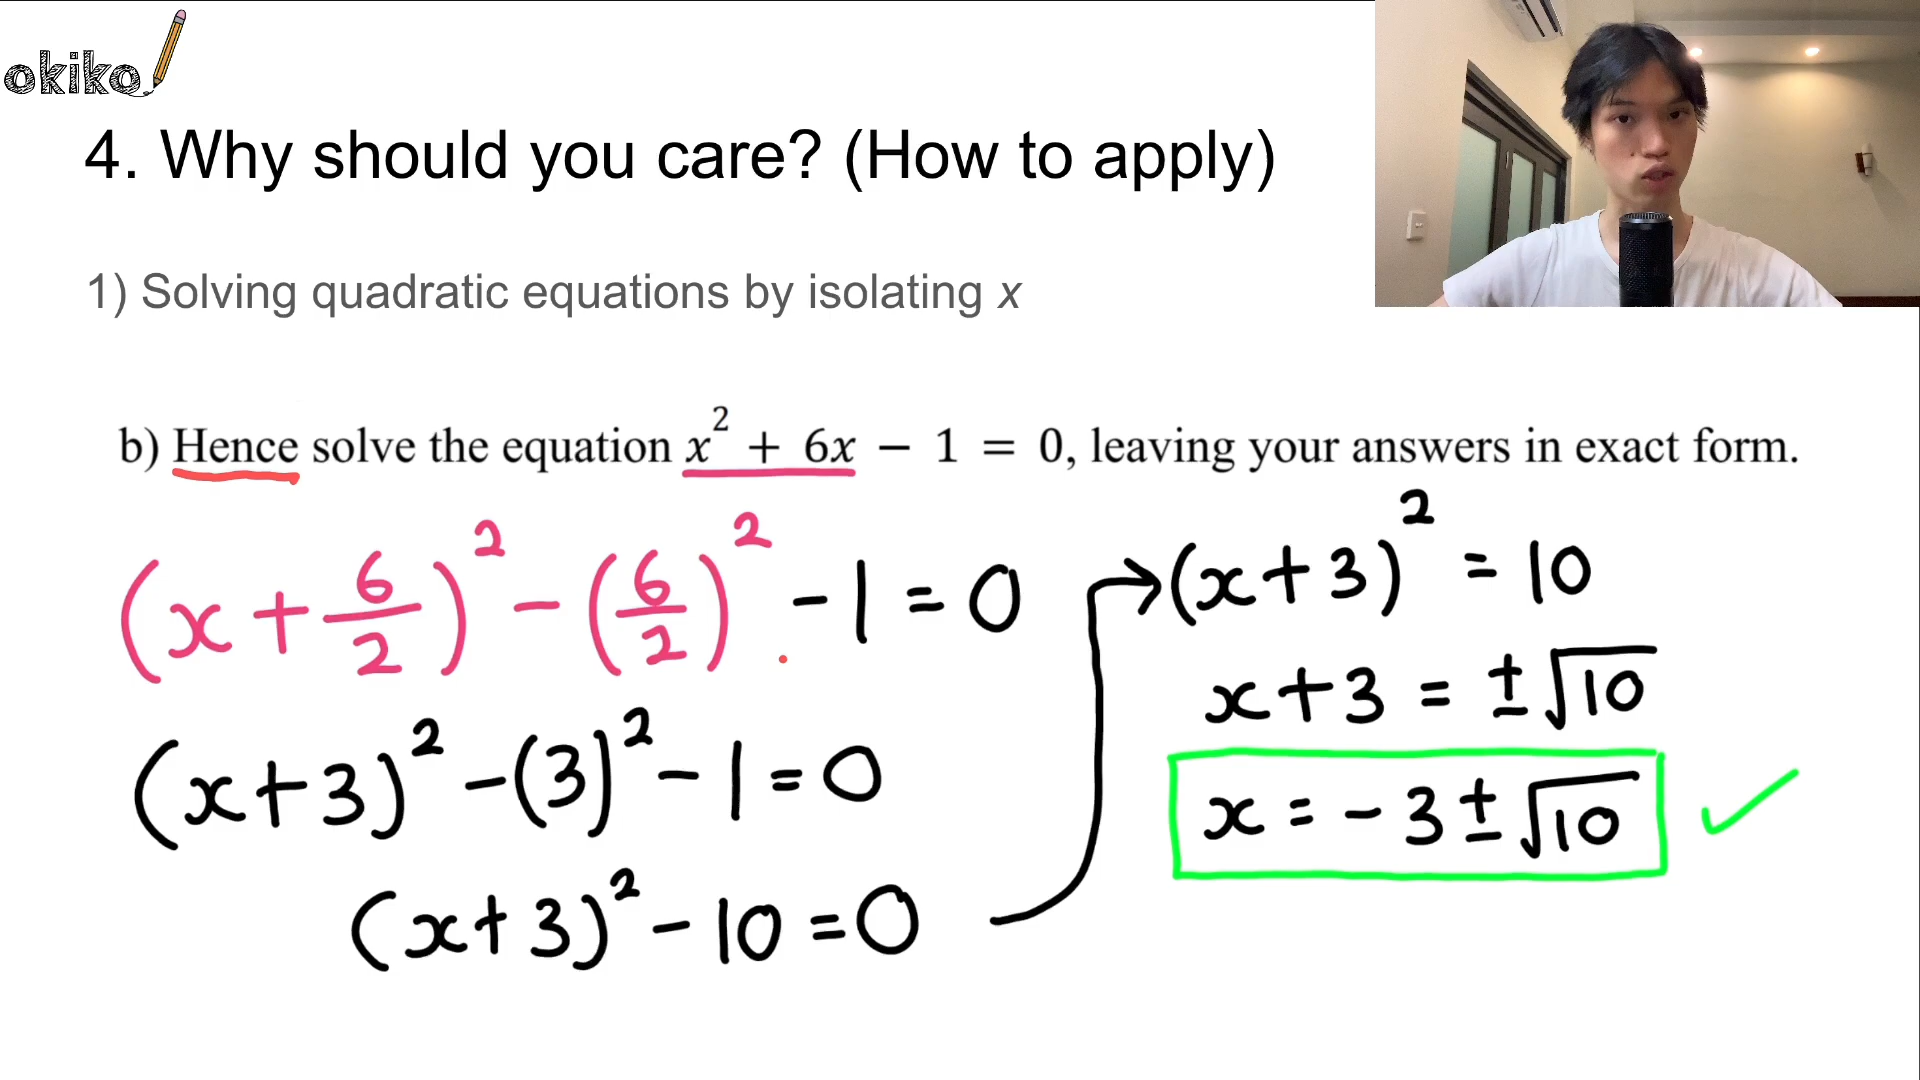 okiko
4. Why should you care? (How to apply)
1) Solving quadratic equations by isolating x
b) Hence solve the equation x² + 6x − 1 = 0, leaving your answers in exact form.
(x + 6/2)² − (6/2)² − 1 = 0
(x+3)² − (3)² − 1 = 0
(x+3)² − 10 = 0
(x+3)² = 10
x+3 = ±√10
x = −3 ± √10